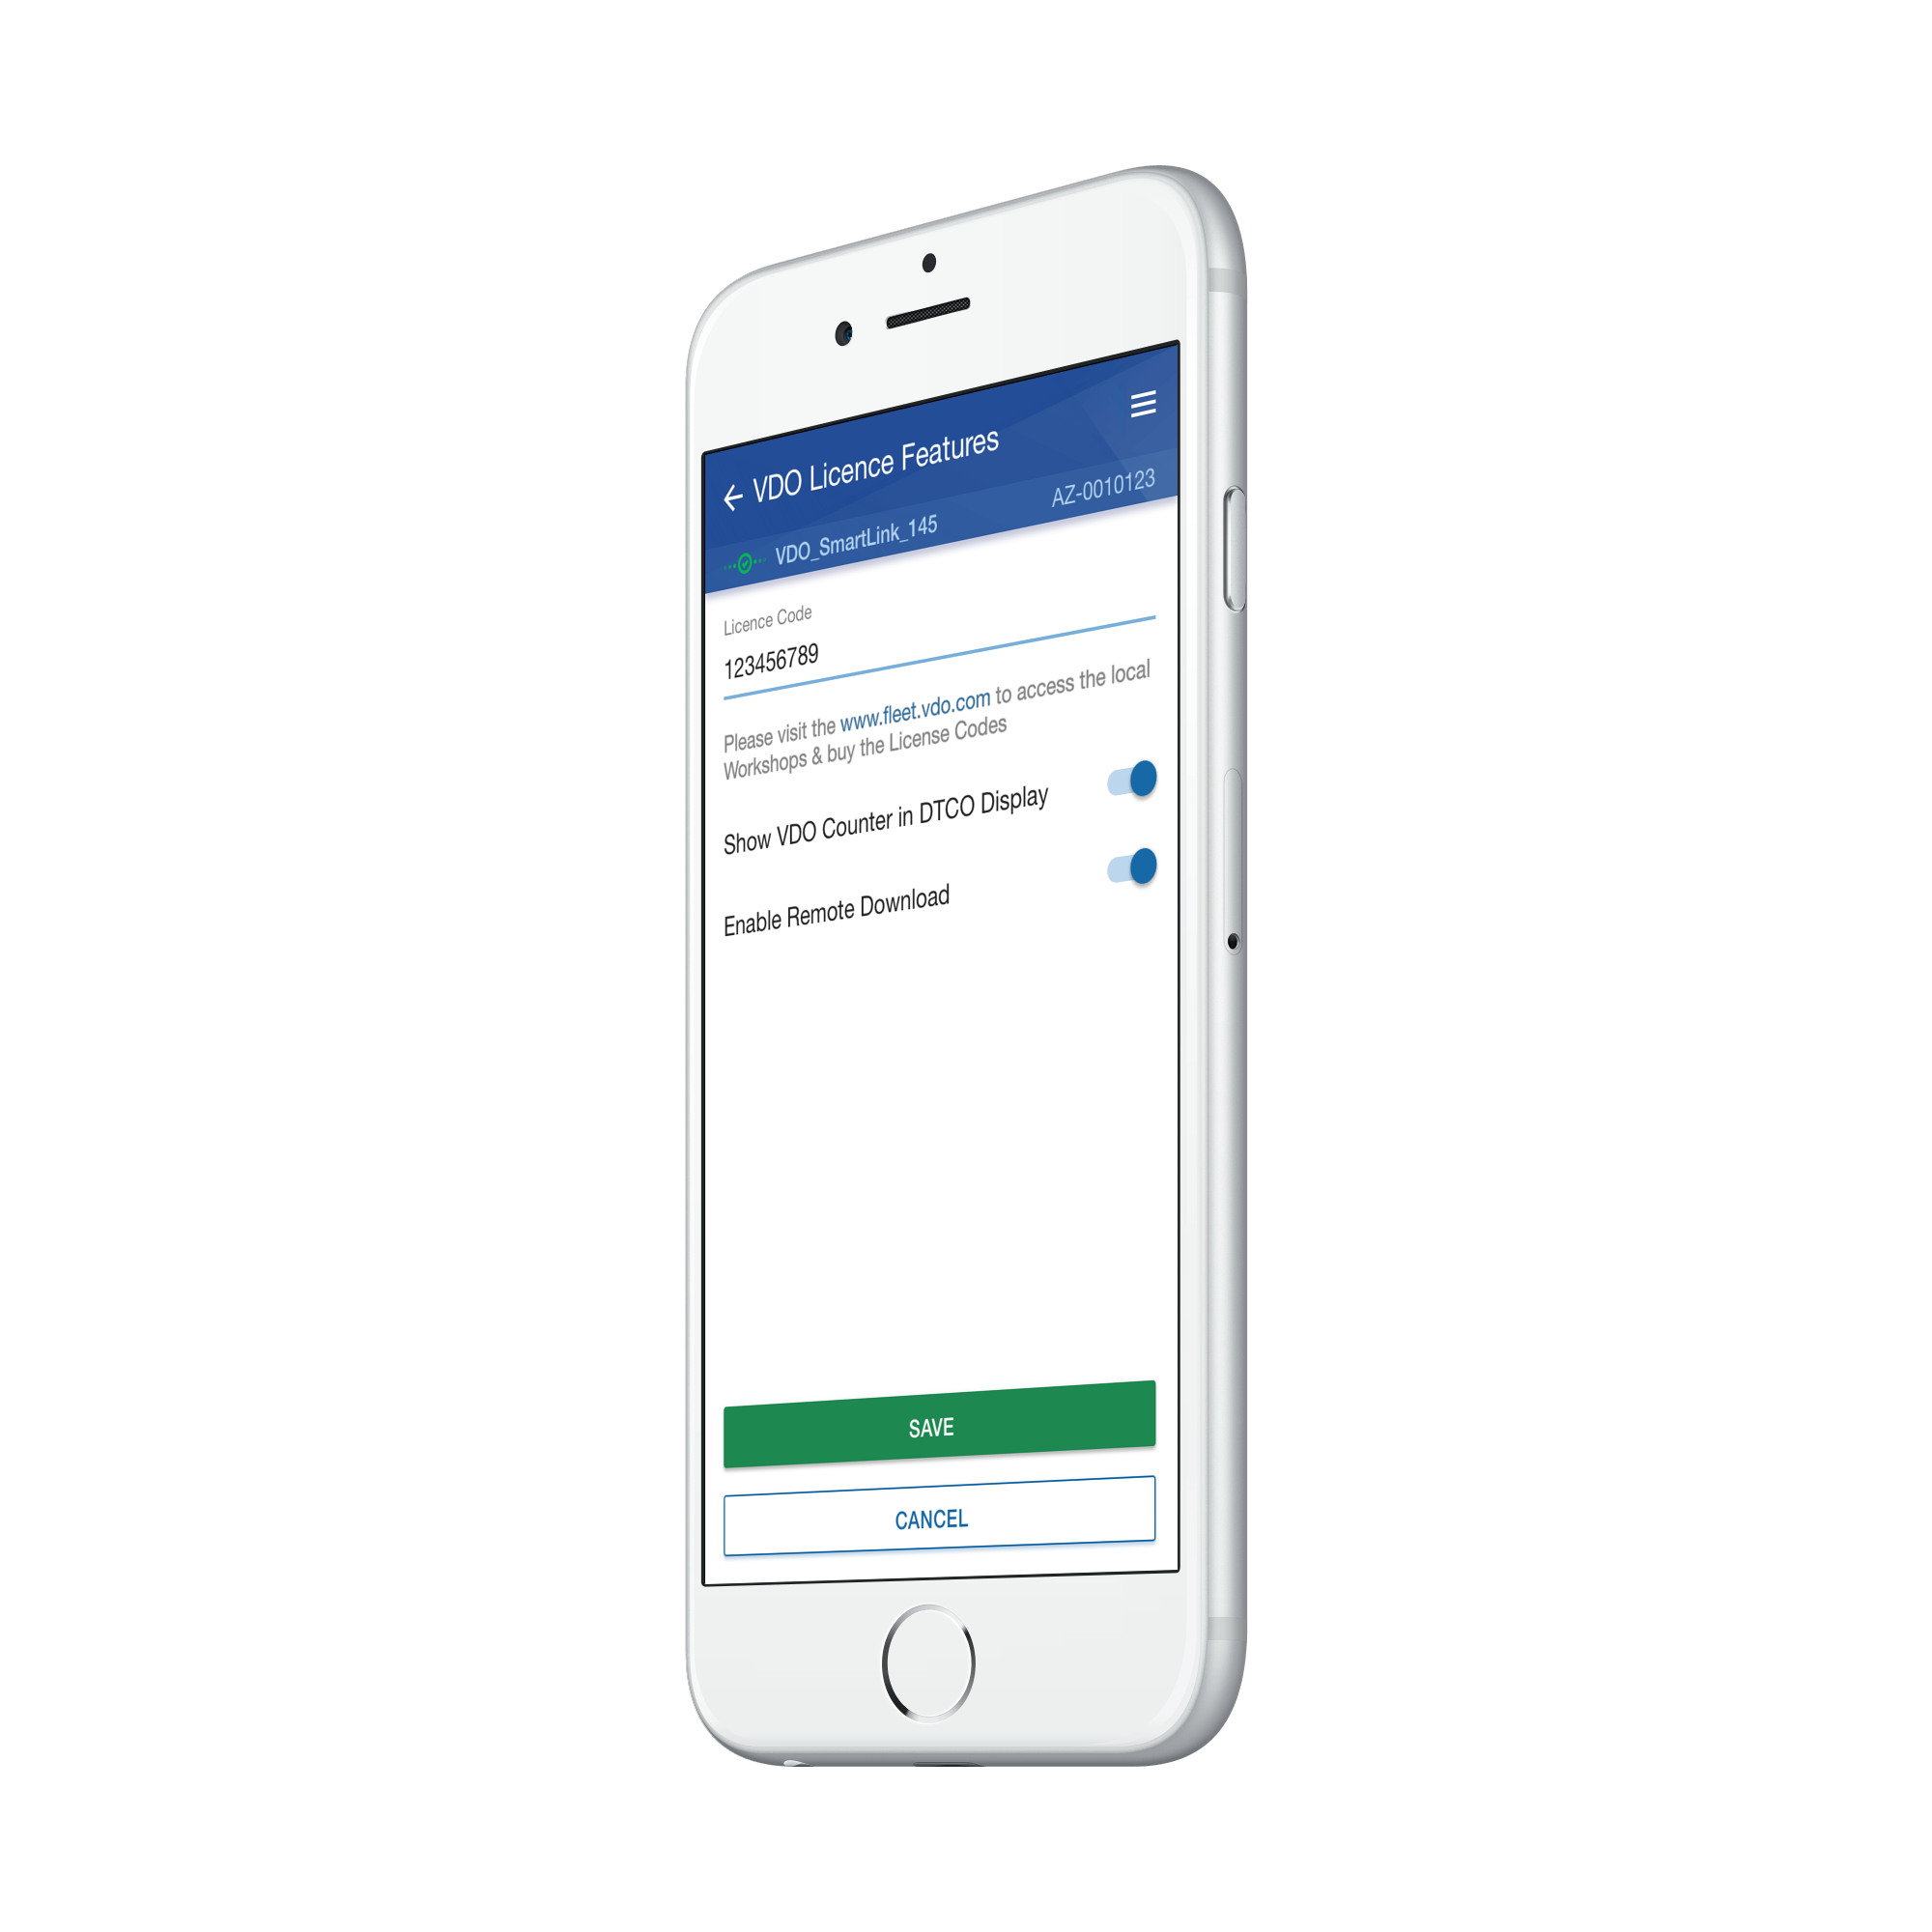 VDO Licence Features
VDO_SmartLink_145 AZ-0010123
Licence Code
123456789
Please visit the www.fleet.vdo.com to access the local
Workshops & buy the License Codes
Show VDO Counter in DTCO Display
Enable Remote Download
SAVE
CANCEL